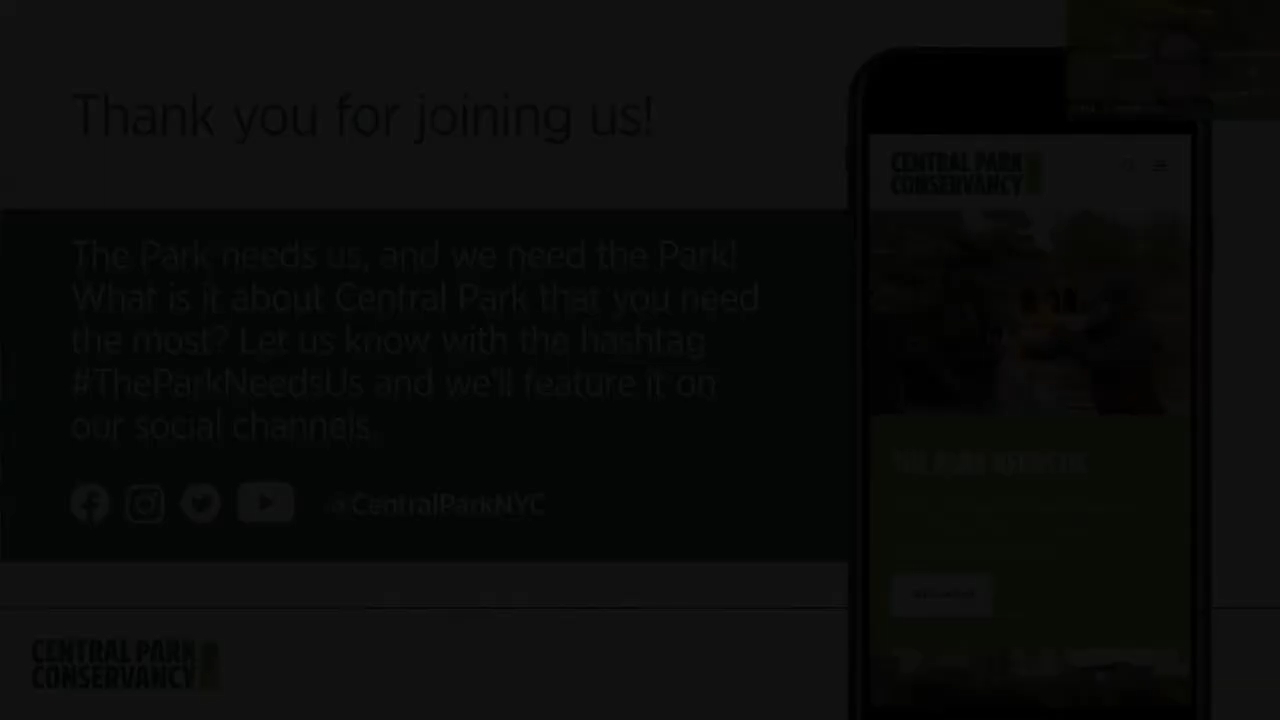 Thank you for joining us!
The Park needs us, and we need the Park!
What is it about Central Park that you need
the most? Let us know with the hashtag
#TheParkNeedsUs and we'll feature it on
our social channels.
@CentralParkNYC
CENTRAL PARK
CONSERVANCY
CENTRAL PARK
CONSERVANCY